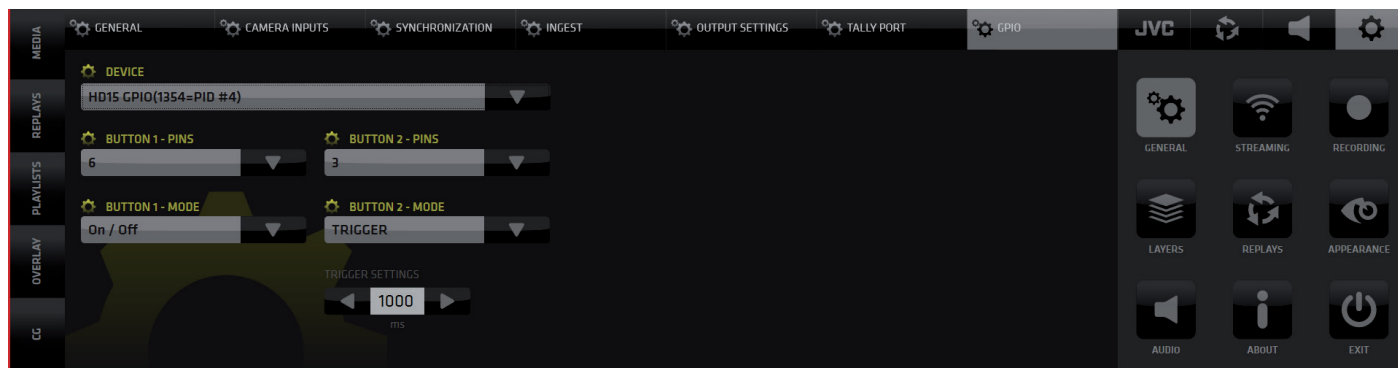 MEDIA
REPLAYS
PLAYLISTS
OVERLAY
CG
GENERAL
CAMERA INPUTS
SYNCHRONIZATION
INGEST
OUTPUT SETTINGS
TALLY PORT
GPIO
JVC
DEVICE
HD15 GPIO(1354=PID #4)
BUTTON 1 - PINS
BUTTON 2 - PINS
6
3
BUTTON 1 - MODE
BUTTON 2 - MODE
On / Off
TRIGGER
TRIGGER SETTINGS
1000
ms
GENERAL
STREAMING
RECORDING
LAYERS
REPLAYS
APPEARANCE
AUDIO
ABOUT
EXIT